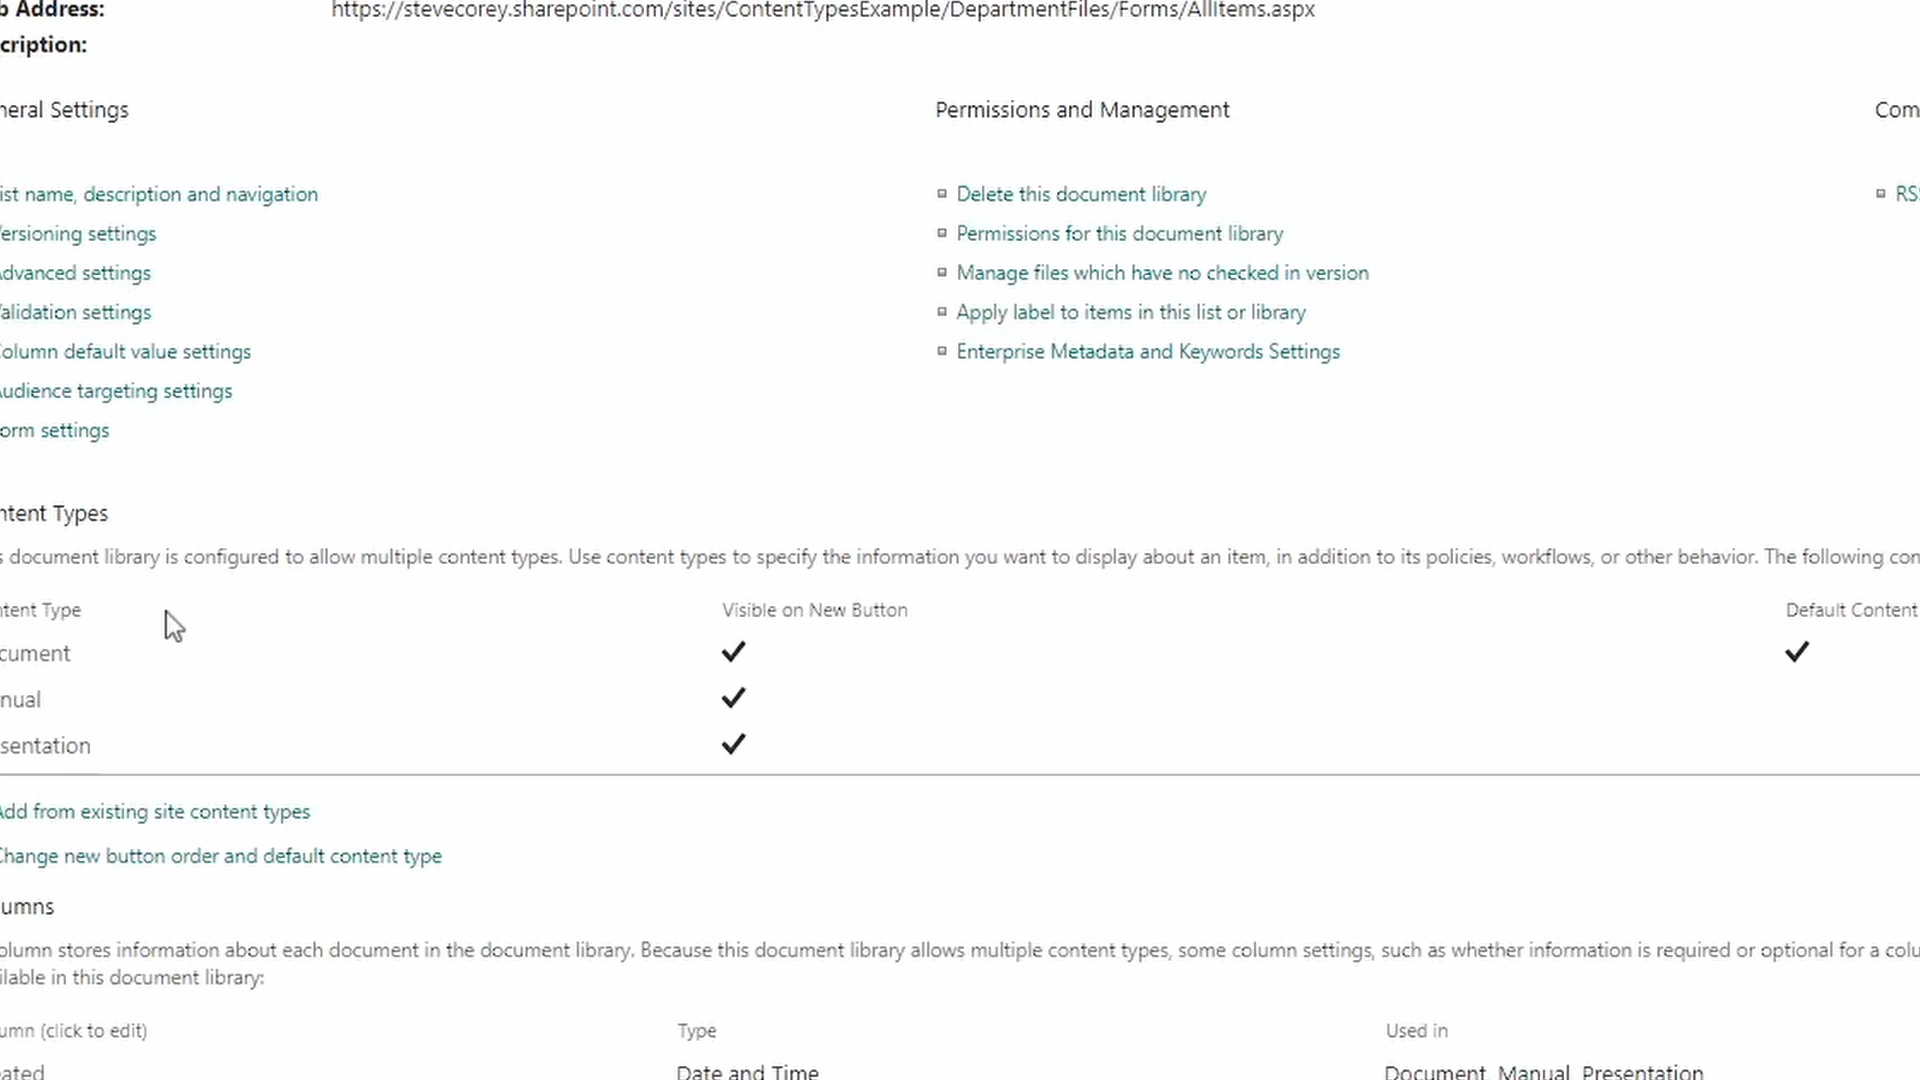 b Address: https://stevecorey.sharepoint.com/sites/ContentTypesExample/DepartmentFiles/Forms/AllItems.aspx
cription:
neral Settings
Permissions and Management
Com
ist name, description and navigation
ersioning settings
Advanced settings
alidation settings
Column default value settings
Audience targeting settings
orm settings
Delete this document library
Permissions for this document library
Manage files which have no checked in version
Apply label to items in this list or library
Enterprise Metadata and Keywords Settings
RS
ntent Types
s document library is configured to allow multiple content types. Use content types to specify the information you want to display about an item, in addition to its policies, workflows, or other behavior. The following con
ntent Type Visible on New Button Default Content
cument
nual
sentation
Add from existing site content types
Change new button order and default content type
umns
olumn stores information about each document in the document library. Because this document library allows multiple content types, some column settings, such as whether information is required or optional for a colu
ilable in this document library:
umn (click to edit) Type Used in
eated Date and Time Document, Manual, Presentation